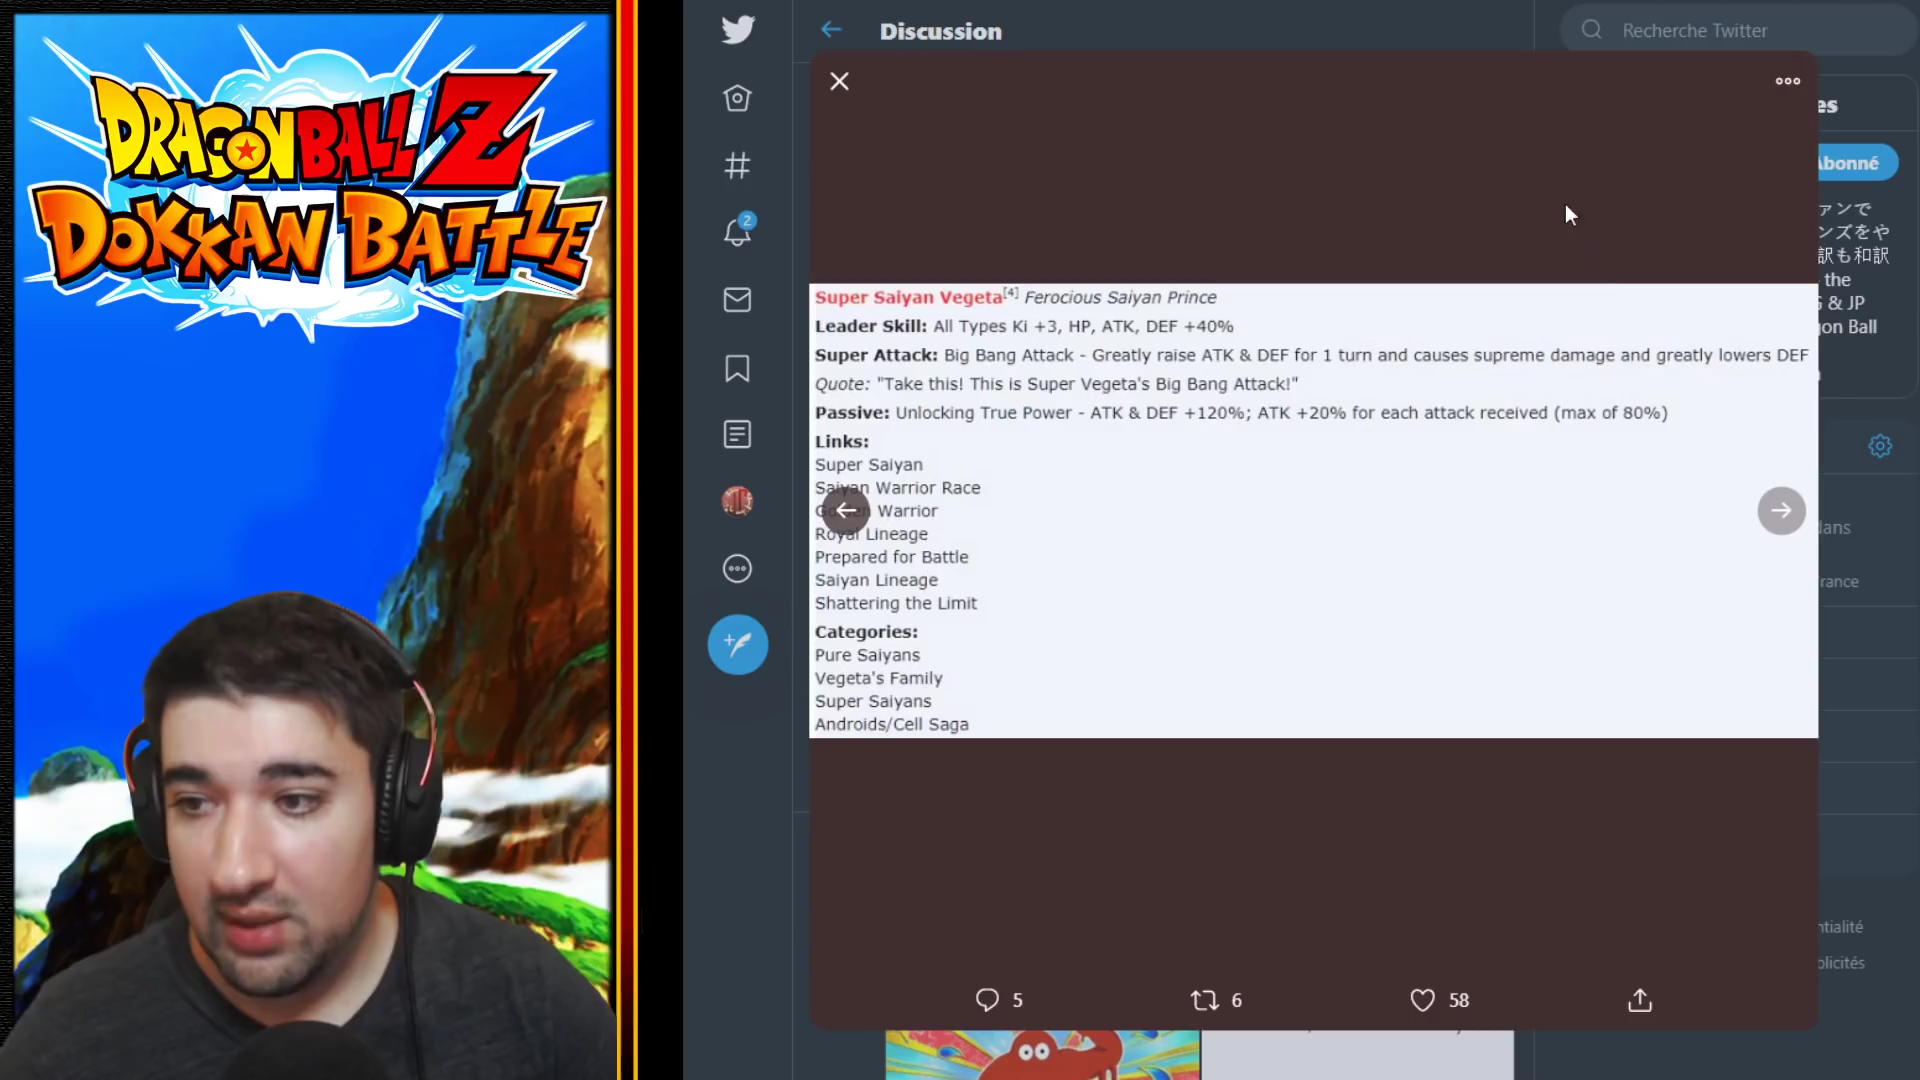 DRAGON BALL Z
DOKKAN BATTLE
Discussion
Recherche Twitter
2
es
Abonné
ァンで
ンズをや
訳も和訳
the
& JP
on Ball
Super Saiyan Vegeta[4] Ferocious Saiyan Prince
Leader Skill: All Types Ki +3, HP, ATK, DEF +40%
Super Attack: Big Bang Attack - Greatly raise ATK & DEF for 1 turn and causes supreme damage and greatly lowers DEF
Quote: "Take this! This is Super Vegeta's Big Bang Attack!"
Passive: Unlocking True Power - ATK & DEF +120%; ATK +20% for each attack received (max of 80%)
Links:
Super Saiyan
Saiyan Warrior Race
Golden Warrior
Royal Lineage
Prepared for Battle
Saiyan Lineage
Shattering the Limit
Categories:
Pure Saiyans
Vegeta's Family
Super Saiyans
Androids/Cell Saga
dans
rance
ntialité
blicités
5
6
58